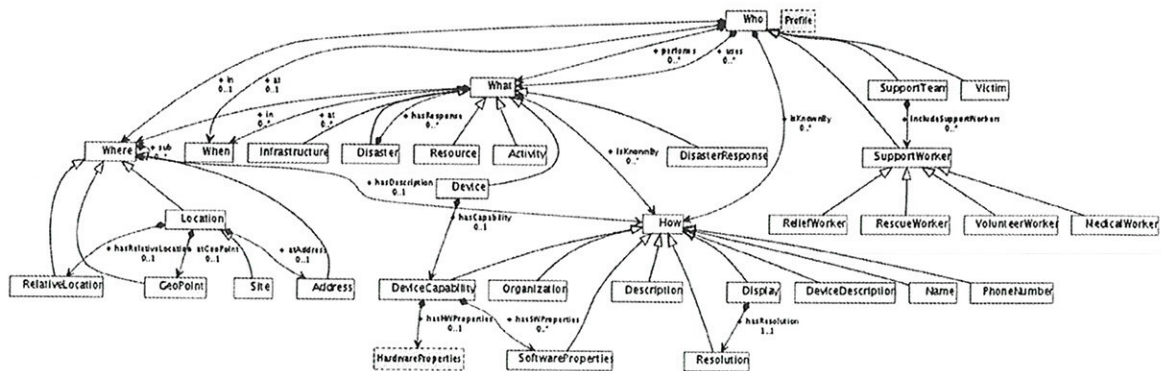 Who
Profile
+ performs
0..*
+ uses
0..*
+ in
0..1
+ at
0..1
What
SupportTeam
Victim
+ in
0..*
+ at
0..*
+ hasResponse
0..*
+ isKnownBy
0..*
+ includesSupportWorkers
0..*
+ sub
0..*
Where
When
Infrastructure
Disaster
Resource
Activity
+ isKnownBy
0..*
DisasterResponse
SupportWorker
+ hasDescription
0..1
Device
Location
+ hasCapability
0..1
How
ReliefWorker
RescueWorker
VolunteerWorker
MedicalWorker
+ hasRelativeLocation
0..1
atGeoPoint
0..1
+ atAddress
0..1
RelativeLocation
GeoPoint
Site
Address
DeviceCapability
Organization
Description
Display
DeviceDescription
Name
PhoneNumber
+ hasHWProperties
0..1
+ hasSWProperties
0..*
+ hasResolution
1..1
HardwareProperties
SoftwareProperties
Resolution